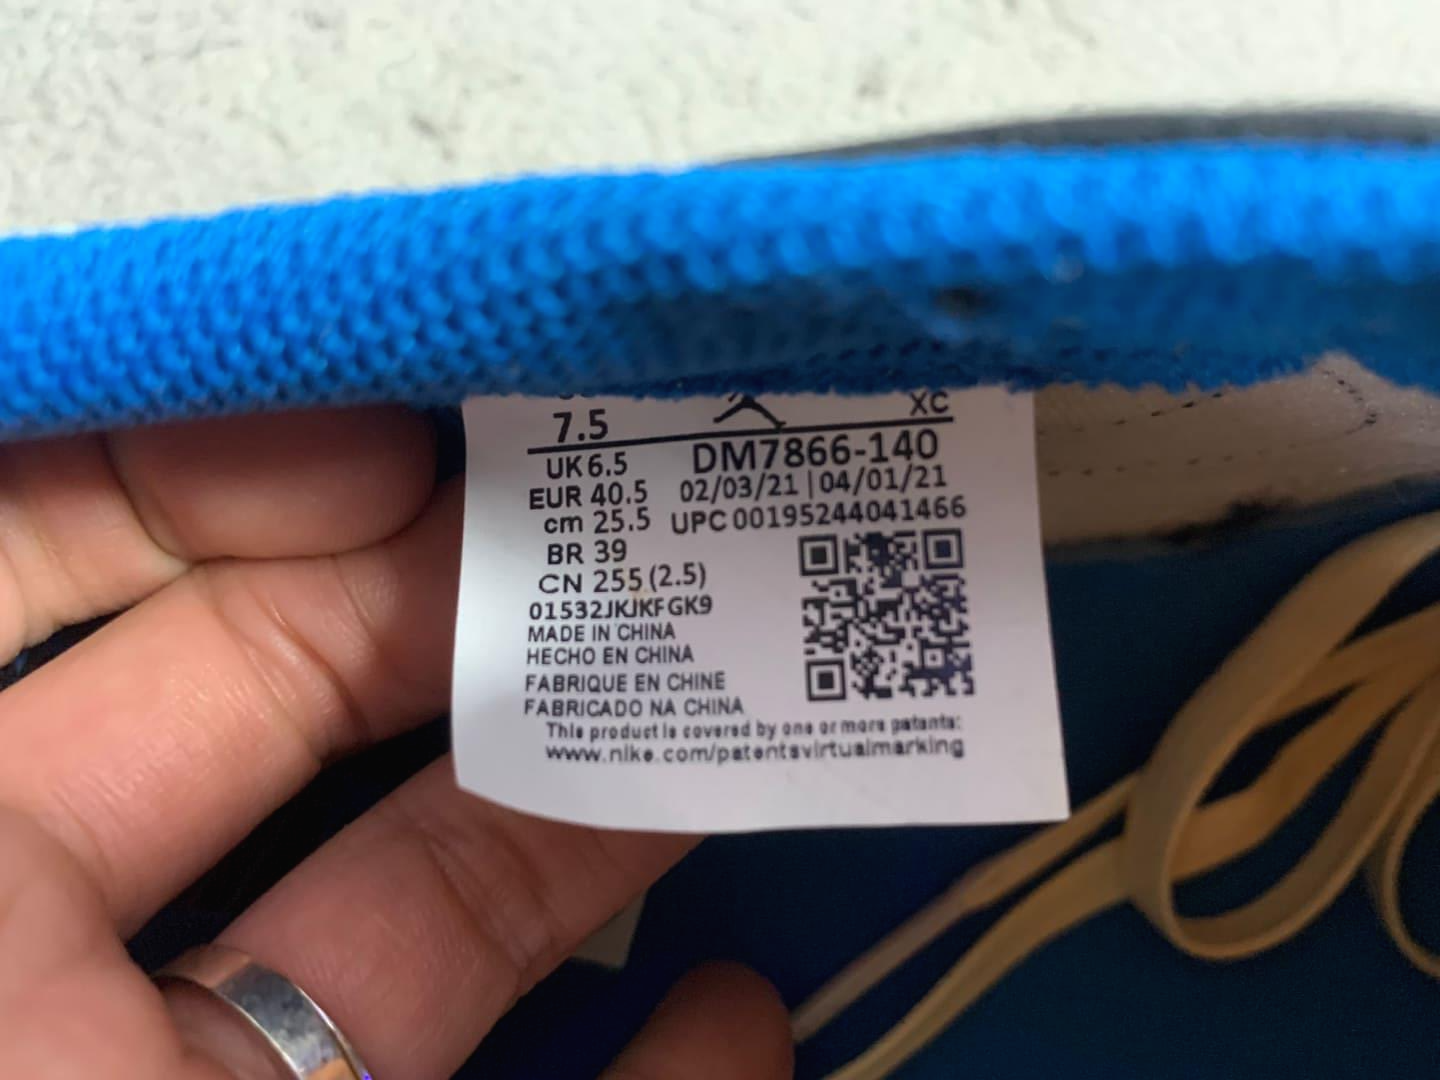 7.5 XC
UK 6.5 DM7866-140
EUR 40.5 02/03/21 | 04/01/21
cm 25.5 UPC 00195244041466
BR 39
CN 255 (2.5)
01532JKJKFGK9
MADE IN CHINA
HECHO EN CHINA
FABRIQUE EN CHINE
FABRICADO NA CHINA
This product is covered by one or more patents:
www.nike.com/patentsvirtualmarking